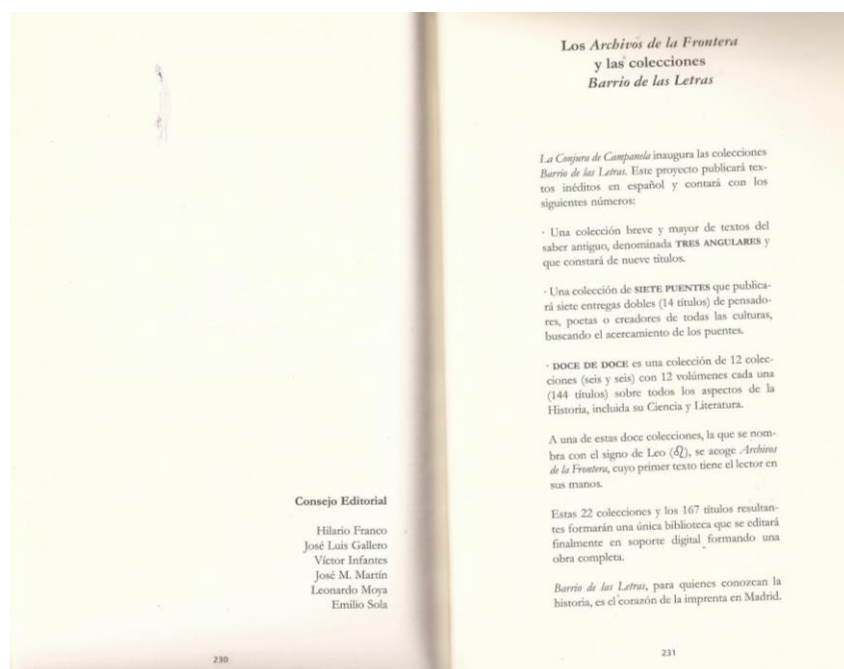 Consejo Editorial
Hilario Franco
José Luis Gallero
Víctor Infantes
José M. Martín
Leonardo Moya
Emilio Sola
230
Los Archivos de la Frontera
y las colecciones
Barrio de las Letras
La Conjura de Campanela inaugura las colecciones
Barrio de las Letras. Este proyecto publicará tex-
tos inéditos en español y contará con los
siguientes números:
· Una colección breve y mayor de textos del
saber antiguo, denominada TRES ANGULARES y
que constará de nueve títulos.
· Una colección de SIETE PUENTES que publica-
rá siete entregas dobles (14 títulos) de pensado-
res, poetas o creadores de todas las culturas,
buscando el acercamiento de los puentes.
· DOCE DE DOCE es una colección de 12 colec-
ciones (seis y seis) con 12 volúmenes cada una
(144 títulos) sobre todos los aspectos de la
Historia, incluida su Ciencia y Literatura.
A una de estas doce colecciones, la que se nom-
bra con el signo de Leo (♌), se acoge Archivos
de la Frontera, cuyo primer texto tiene el lector en
sus manos.
Estas 22 colecciones y los 167 títulos resultan-
tes formarán una única biblioteca que se editará
finalmente en soporte digital formando una
obra completa.
Barrio de las Letras, para quienes conozcan la
historia, es el corazón de la imprenta en Madrid.
231